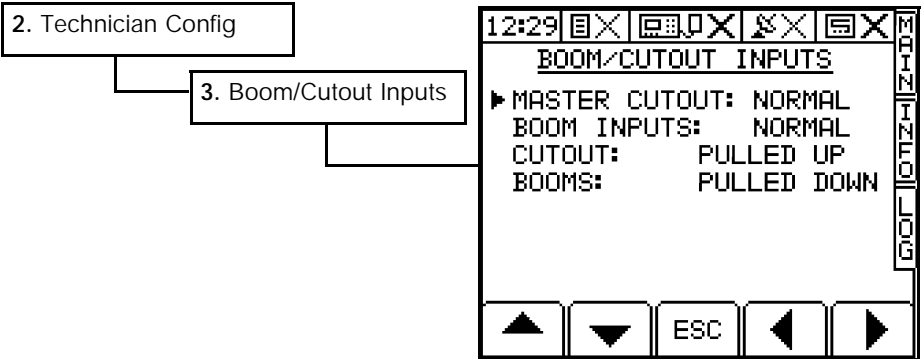 2. Technician Config
3. Boom/Cutout Inputs
12:29
BOOM/CUTOUT INPUTS
MASTER CUTOUT: NORMAL
BOOM INPUTS: NORMAL
CUTOUT: PULLED UP
BOOMS: PULLED DOWN
MAIN
INFO
LOG
ESC